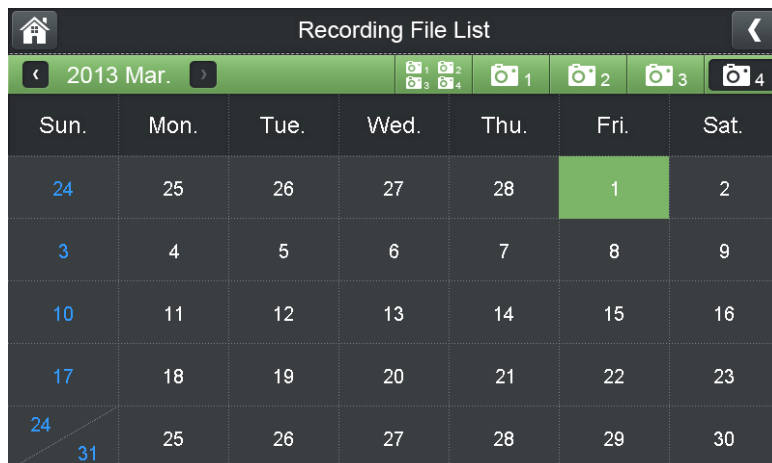 Recording File List
2013 Mar. 1 2 3 4 1 2 3 4
Sun. Mon. Tue. Wed. Thu. Fri. Sat.
24 25 26 27 28 1 2
3 4 5 6 7 8 9
10 11 12 13 14 15 16
17 18 19 20 21 22 23
24 31 25 26 27 28 29 30